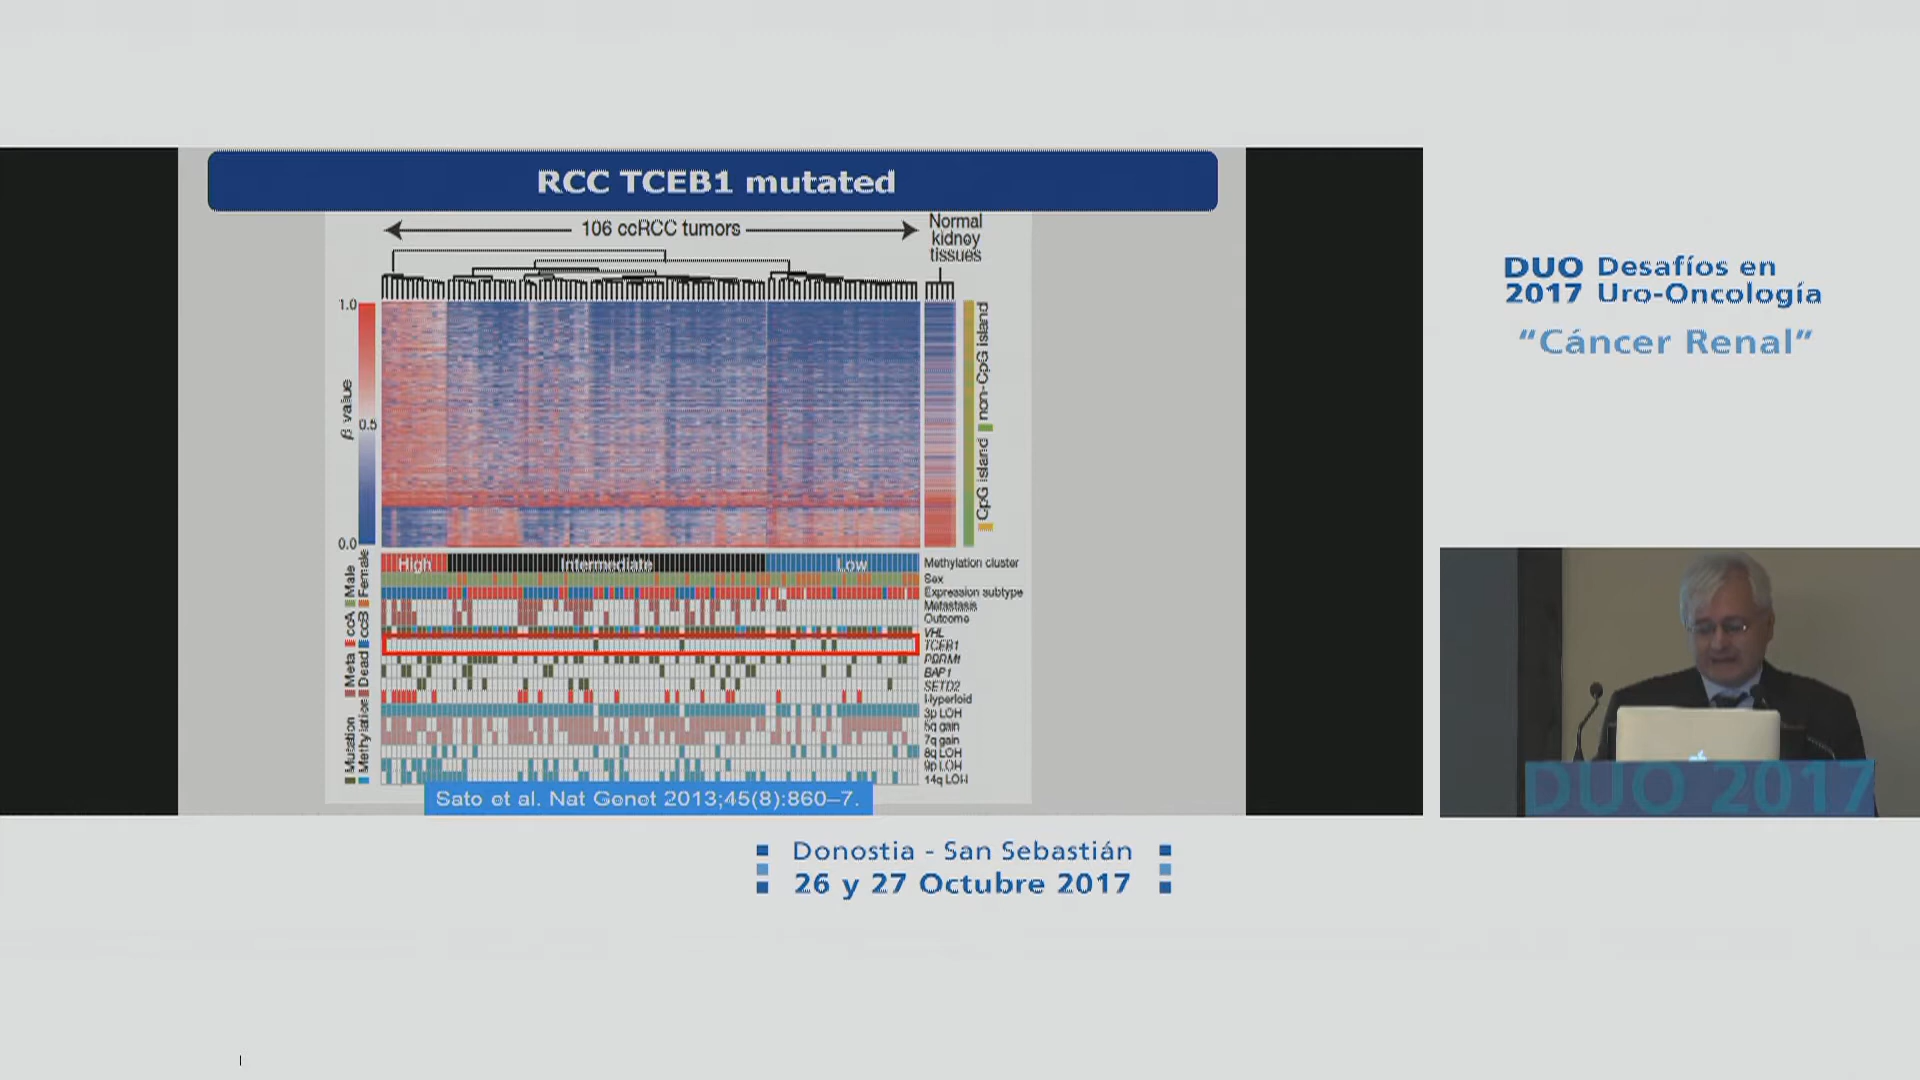 RCC TCEB1 mutated
106 ccRCC tumors
Normal
kidney
tissues
1.0
0.5
0.0
β value
CpG island
non-CpG island
High
Intermediate
Low
Methylation cluster
Sex
Expression subtype
Metastasis
Outcome
VHL
TCEB1
PBRM1
BAP1
SETD2
Hyperloid
3p LOH
5q gain
7q gain
8q LOH
9p LOH
14q LOH
Male
Female
ccA
ccB
Meta
Dead
Mutation
Methylation
Sato et al. Nat Genet 2013;45(8):860–7.
DUO Desafíos en
2017 Uro-Oncología
“Cáncer Renal”
DUO 2017
Donostia - San Sebastián
26 y 27 Octubre 2017